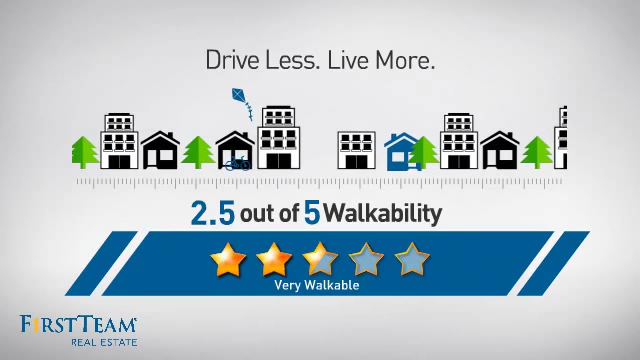 Drive Less. Live More.
2.5 out of 5 Walkability
Very Walkable
FIRSTTEAM®
REAL ESTATE